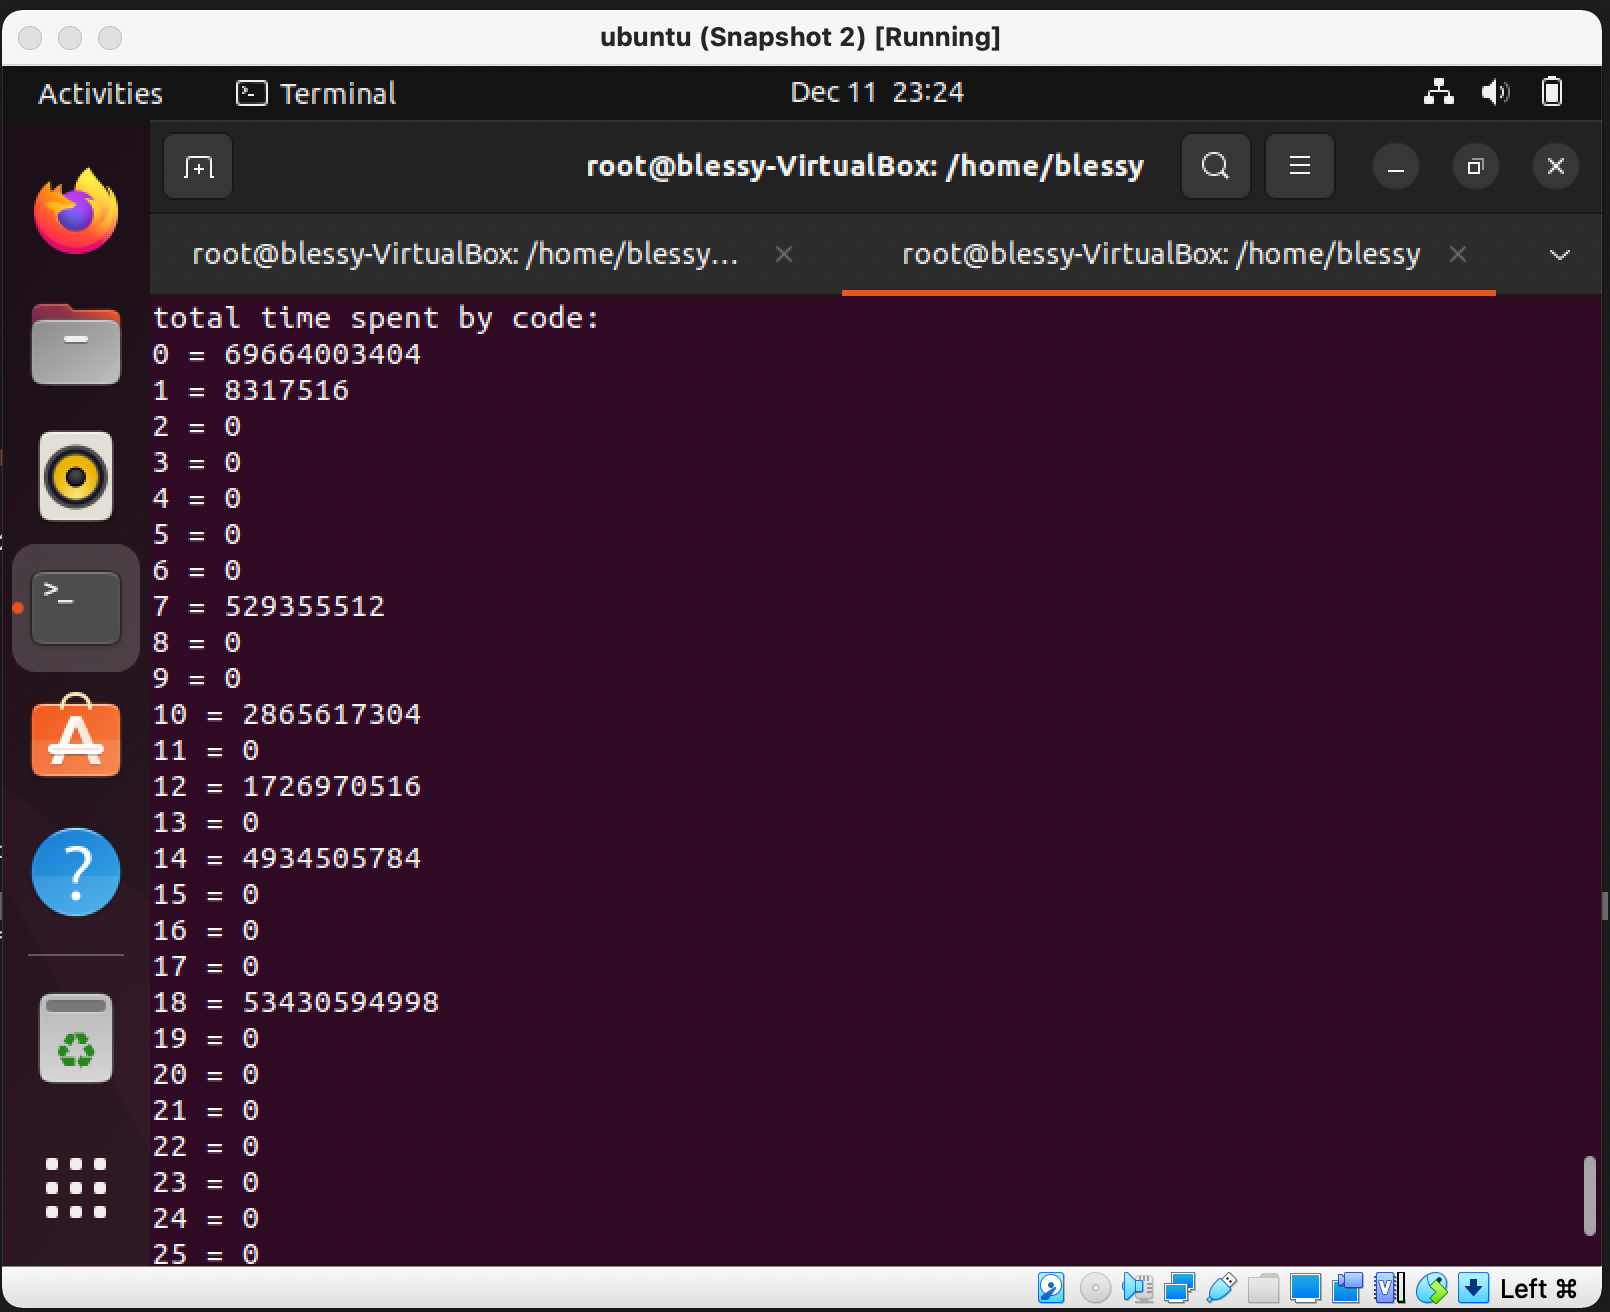 ubuntu (Snapshot 2) [Running]
Activities
Terminal
Dec 11 23:24
root@blessy-VirtualBox: /home/blessy
root@blessy-VirtualBox: /home/blessy...
root@blessy-VirtualBox: /home/blessy
total time spent by code:
0 = 69664003404
1 = 8317516
2 = 0
3 = 0
4 = 0
5 = 0
6 = 0
7 = 529355512
8 = 0
9 = 0
10 = 2865617304
11 = 0
12 = 1726970516
13 = 0
14 = 4934505784
15 = 0
16 = 0
17 = 0
18 = 53430594998
19 = 0
20 = 0
21 = 0
22 = 0
23 = 0
24 = 0
25 = 0
Left ⌘